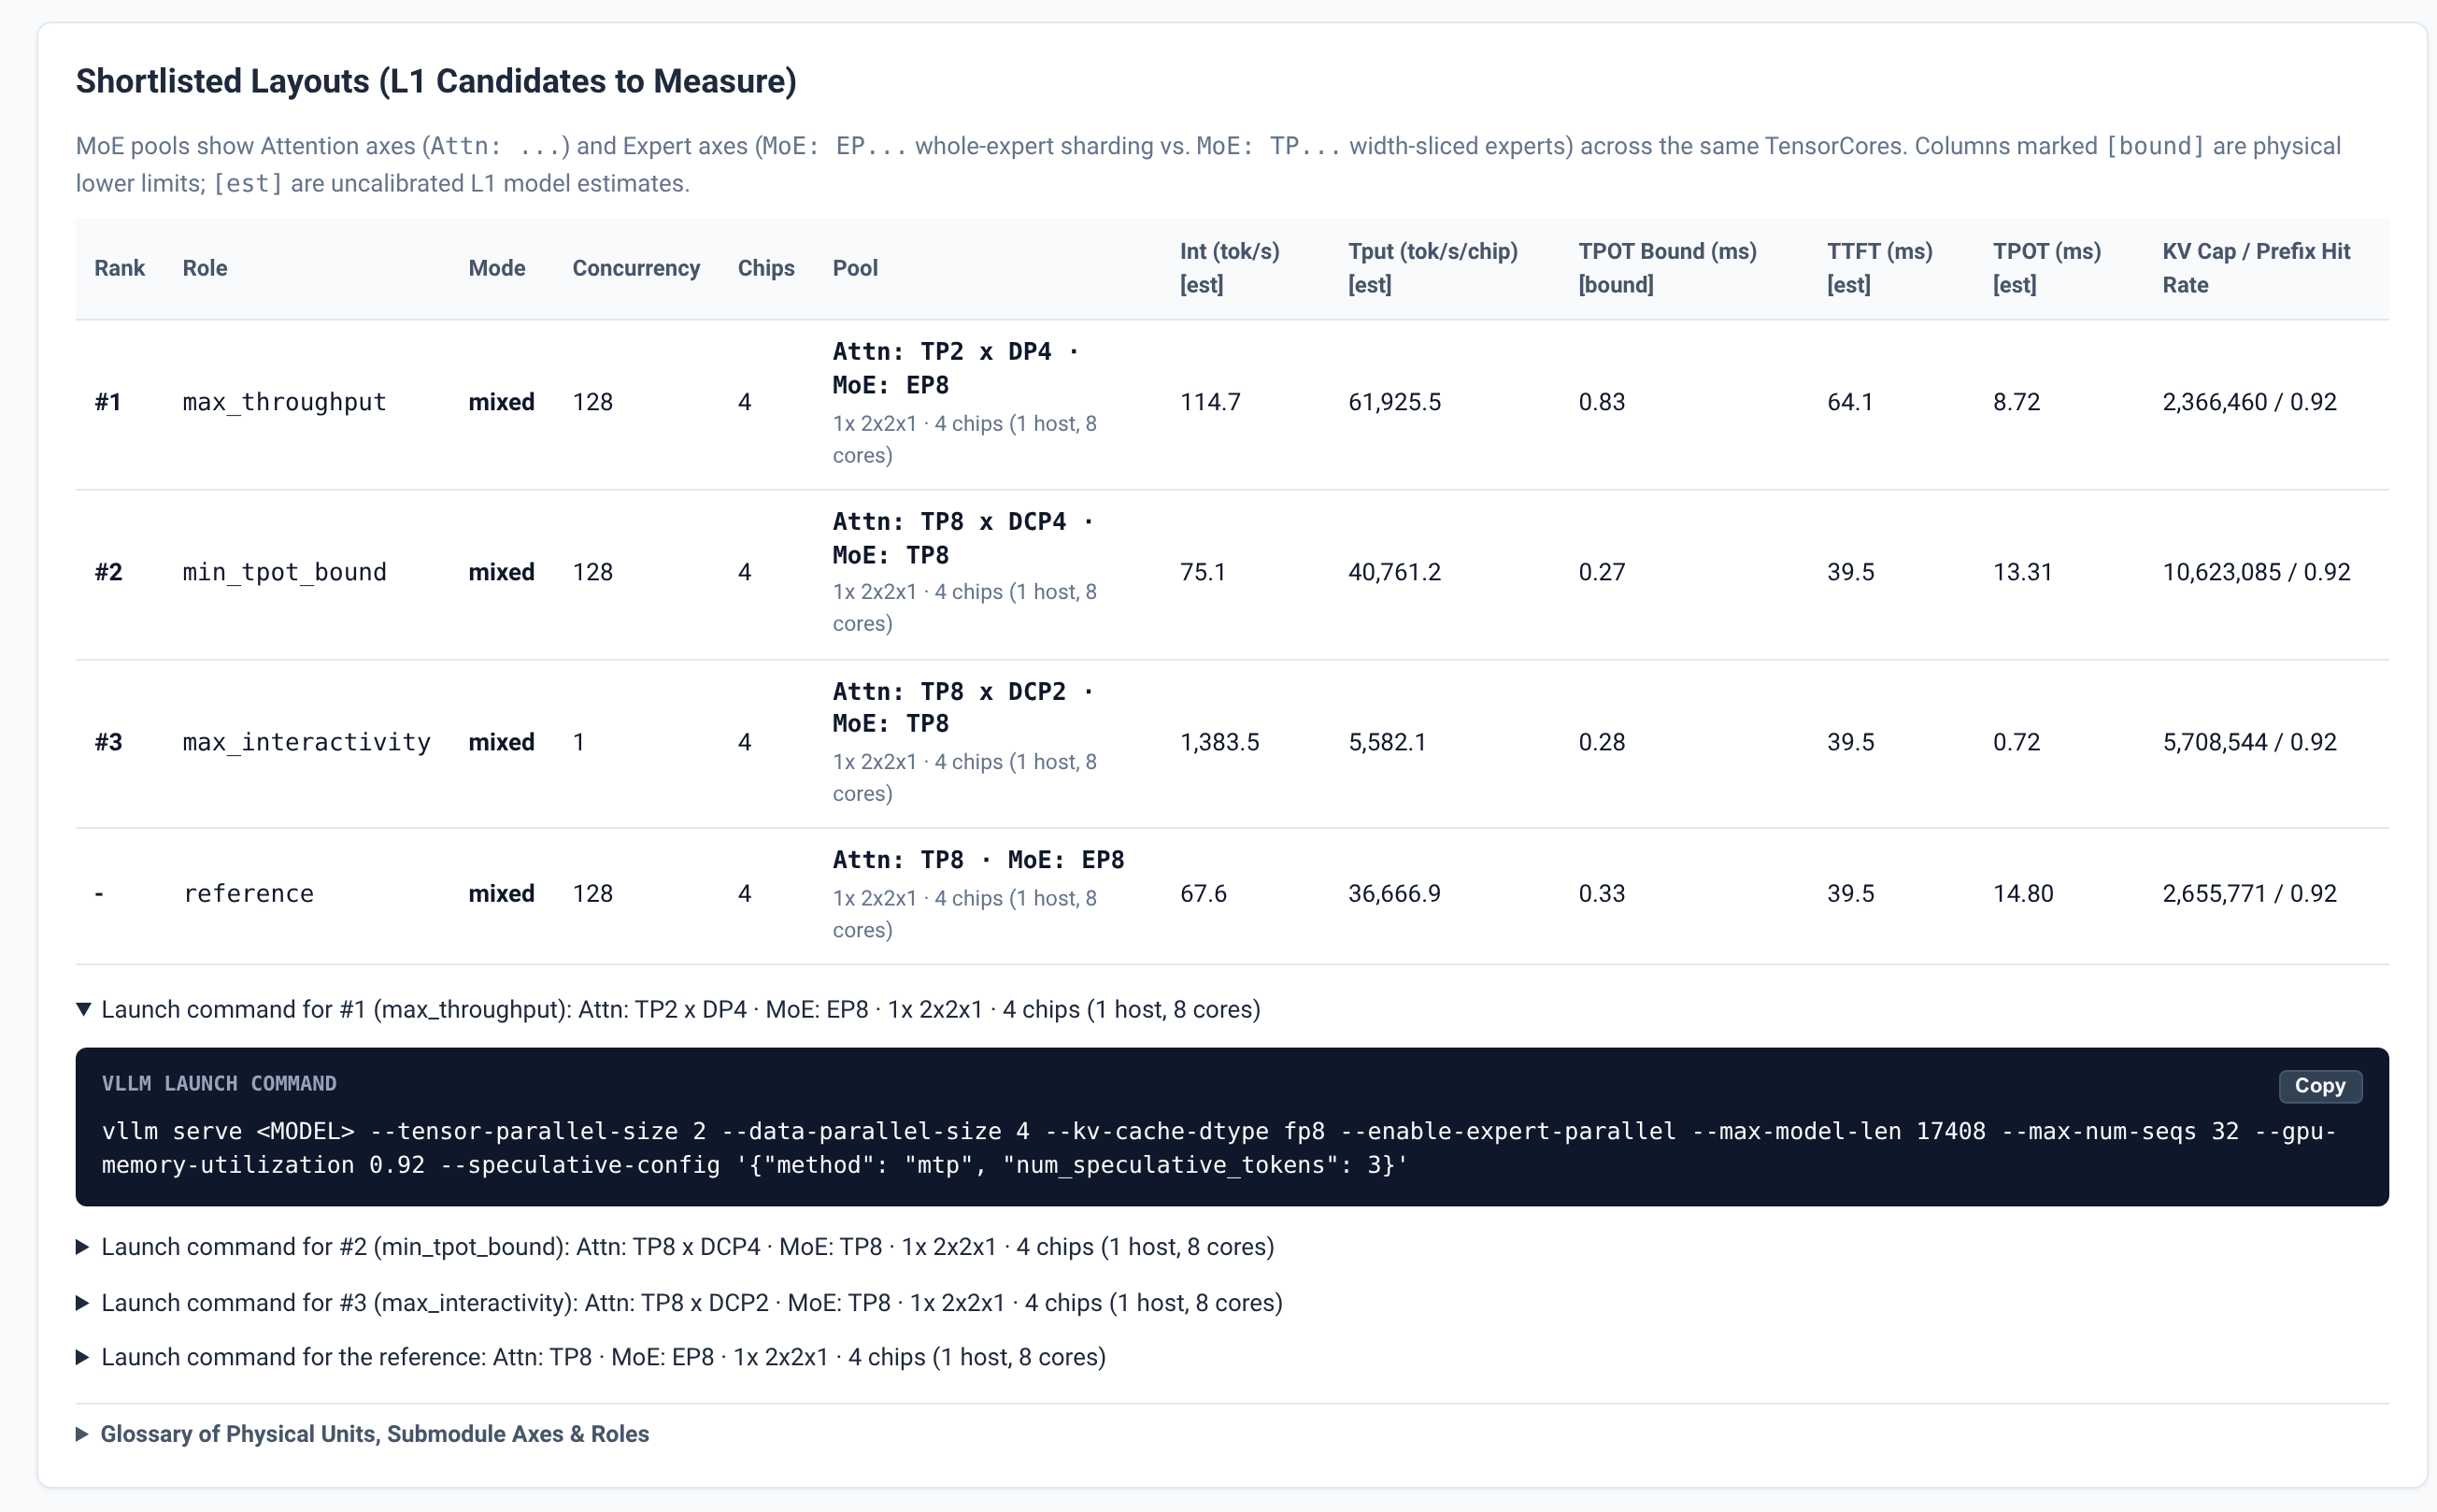 Shortlisted Layouts (L1 Candidates to Measure)
MoE pools show Attention axes (Attn: ...) and Expert axes (MoE: EP... whole-expert sharding vs. MoE: TP... width-sliced experts) across the same TensorCores. Columns marked [bound] are physical
lower limits; [est] are uncalibrated L1 model estimates.
Rank Role Mode Concurrency Chips Pool Int (tok/s) [est] Tput (tok/s/chip) [est] TPOT Bound (ms) [bound] TTFT (ms) [est] TPOT (ms) [est] KV Cap / Prefix Hit Rate
#1 max_throughput mixed 128 4 Attn: TP2 x DP4 · MoE: EP8 1x 2x2x1 · 4 chips (1 host, 8 cores) 114.7 61,925.5 0.83 64.1 8.72 2,366,460 / 0.92
#2 min_tpot_bound mixed 128 4 Attn: TP8 x DCP4 · MoE: TP8 1x 2x2x1 · 4 chips (1 host, 8 cores) 75.1 40,761.2 0.27 39.5 13.31 10,623,085 / 0.92
#3 max_interactivity mixed 1 4 Attn: TP8 x DCP2 · MoE: TP8 1x 2x2x1 · 4 chips (1 host, 8 cores) 1,383.5 5,582.1 0.28 39.5 0.72 5,708,544 / 0.92
- reference mixed 128 4 Attn: TP8 · MoE: EP8 1x 2x2x1 · 4 chips (1 host, 8 cores) 67.6 36,666.9 0.33 39.5 14.80 2,655,771 / 0.92
▼ Launch command for #1 (max_throughput): Attn: TP2 x DP4 · MoE: EP8 · 1x 2x2x1 · 4 chips (1 host, 8 cores)
VLLM LAUNCH COMMAND
Copy
vllm serve <MODEL> --tensor-parallel-size 2 --data-parallel-size 4 --kv-cache-dtype fp8 --enable-expert-parallel --max-model-len 17408 --max-num-seqs 32 --gpu-
memory-utilization 0.92 --speculative-config '{"method": "mtp", "num_speculative_tokens": 3}'
▶ Launch command for #2 (min_tpot_bound): Attn: TP8 x DCP4 · MoE: TP8 · 1x 2x2x1 · 4 chips (1 host, 8 cores)
▶ Launch command for #3 (max_interactivity): Attn: TP8 x DCP2 · MoE: TP8 · 1x 2x2x1 · 4 chips (1 host, 8 cores)
▶ Launch command for the reference: Attn: TP8 · MoE: EP8 · 1x 2x2x1 · 4 chips (1 host, 8 cores)
▶ Glossary of Physical Units, Submodule Axes & Roles